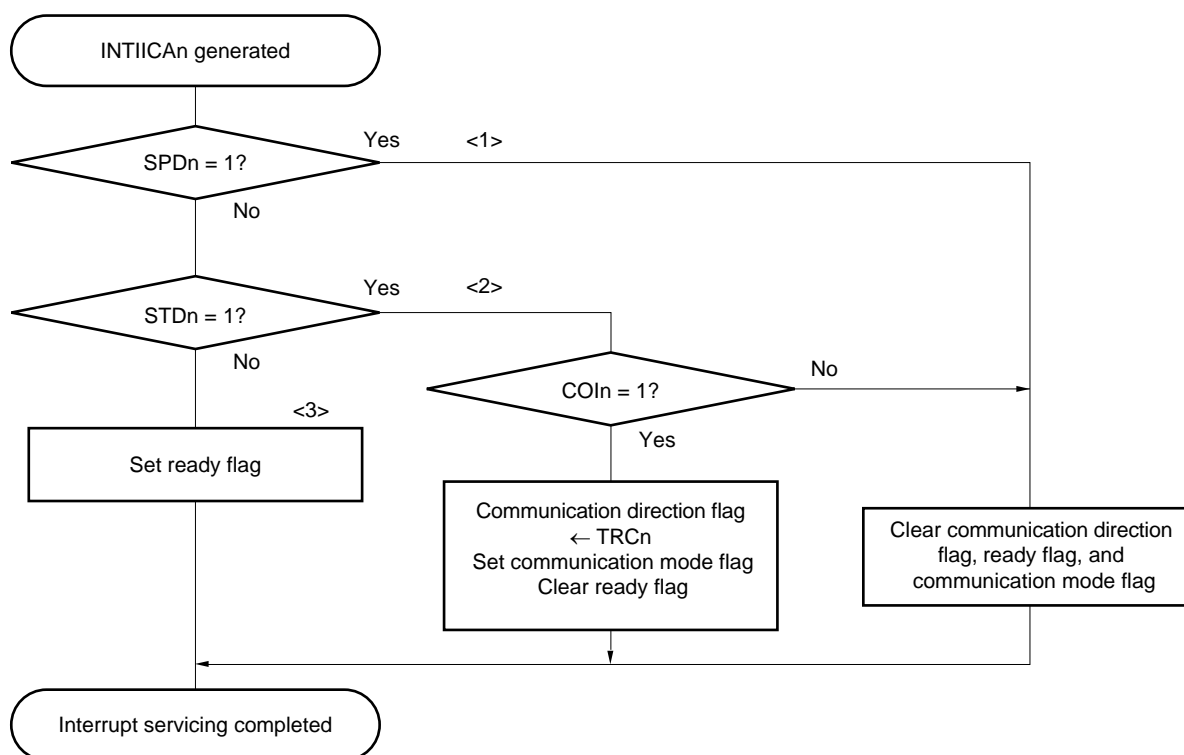 INTIICAn generated
Yes
<1>
SPDn = 1?
No
Yes
<2>
STDn = 1?
No
No
COIn = 1?
<3>
Yes
Set ready flag
Communication direction flag
← TRCn
Set communication mode flag
Clear ready flag
Clear communication direction
flag, ready flag, and
communication mode flag
Interrupt servicing completed